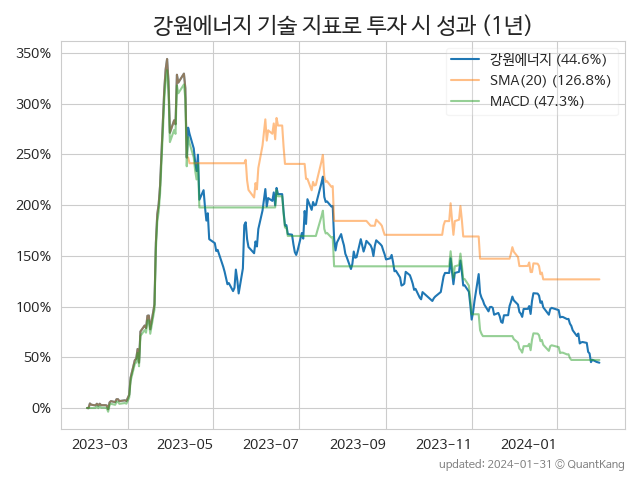 강원에너지 기술 지표로 투자 시 성과 (1년)
350%
300%
250%
200%
150%
100%
50%
0%
강원에너지 (44.6%)
SMA(20) (126.8%)
MACD (47.3%)
2023-03
2023-05
2023-07
2023-09
2023-11
2024-01
updated: 2024-01-31 © QuantKang